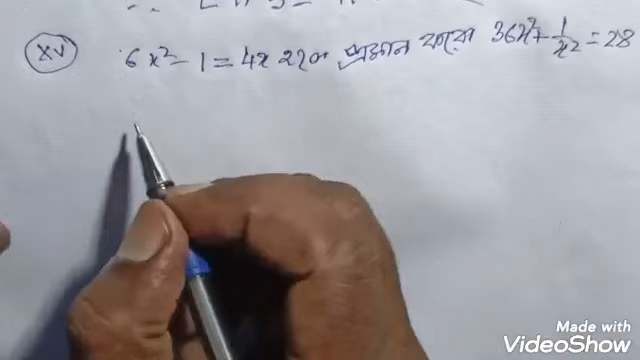 (xv) 6x² - 1 = 4x হলে প্রমাণ করো 36x² + 1/x² = 28
Made with
VideoShow